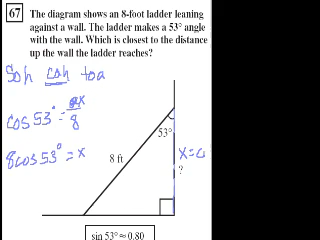 67 The diagram shows an 8-foot ladder leaning
against a wall. The ladder makes a 53° angle
with the wall. Which is closest to the distance
up the wall the ladder reaches?
Soh cah toa
cos 53° = x
8
8 cos 53° = x
53°
8 ft
x =
?
sin 53° ≈ 0.80